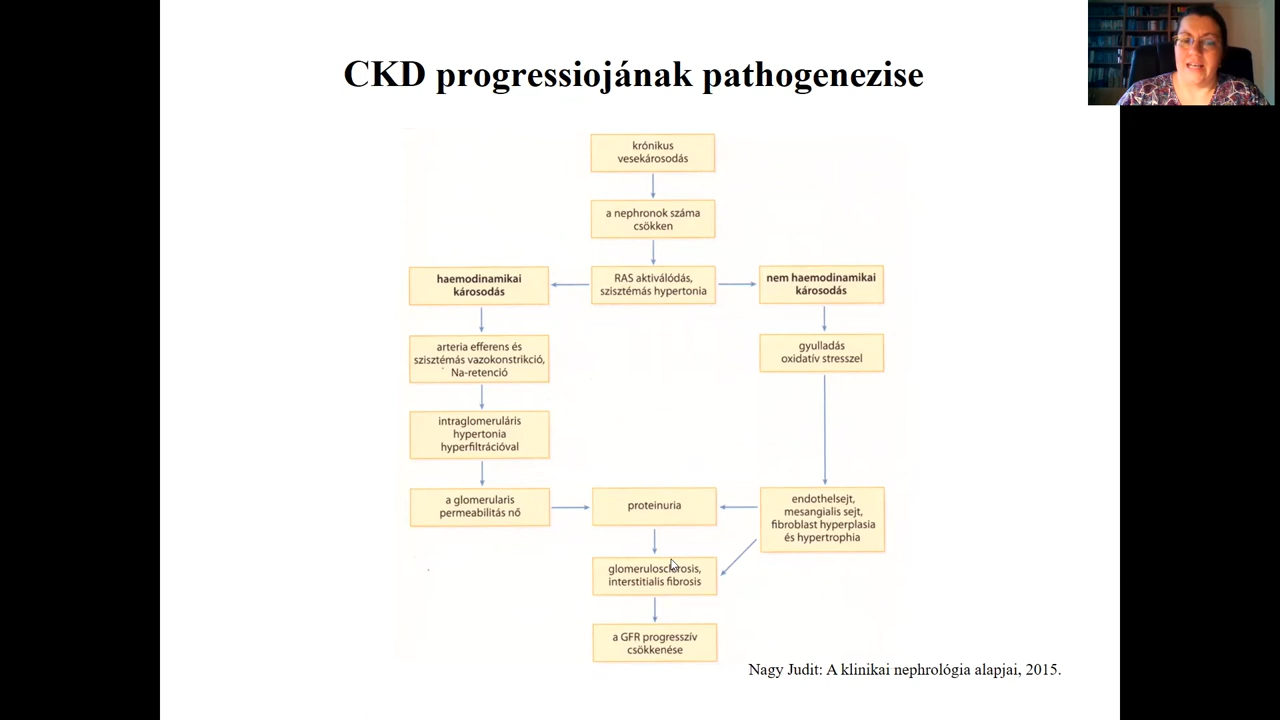 CKD progressiojának pathogenezise
krónikus
vesekárosodás
a nephronok száma
csökken
haemodinamikai
károsodás
RAS aktiválódás,
szisztémás hypertonia
nem haemodinamikai
károsodás
arteria efferens és
szisztémás vazokonstrikció,
Na-retenció
gyulladás
oxidatív stresszel
intraglomeruláris
hypertonia
hyperfiltrációval
a glomerularis
permeabilitás nő
proteinuria
endothelsejt,
mesangialis sejt,
fibroblast hyperplasia
és hypertrophia
glomerulosclerosis,
interstitialis fibrosis
a GFR progresszív
csökkenése
Nagy Judit: A klinikai nephrológia alapjai, 2015.